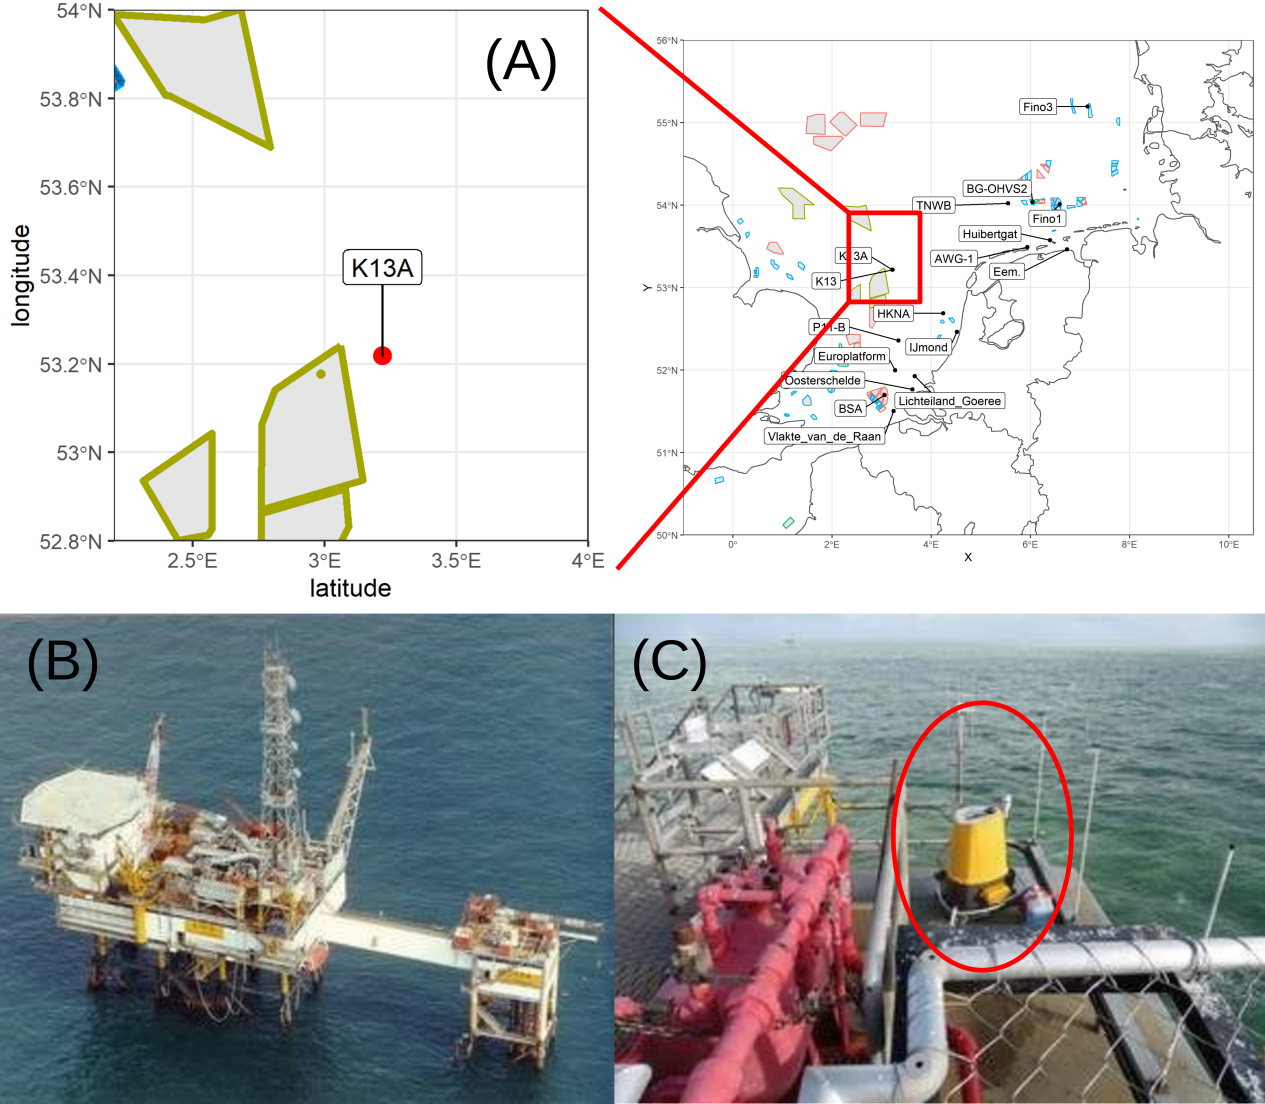 (A)
54°N
53.8°N
53.6°N
53.4°N
53.2°N
53°N
52.8°N
longitude
K13A
2.5°E
3°E
3.5°E
4°E
latitude
56°N
55°N
54°N
53°N
52°N
51°N
50°N
Y
Fino3
BG-OHVS2
TNWB
Fino1
Huibertgat
AWG-1
Eem.
K13A
K13
HKNA
P11-B
IJmond
Europlatform
Oosterschelde
Lichteiland_Goeree
BSA
Vlakte_van_de_Raan
0°
2°E
4°E
6°E
8°E
10°E
X
(B)
(C)